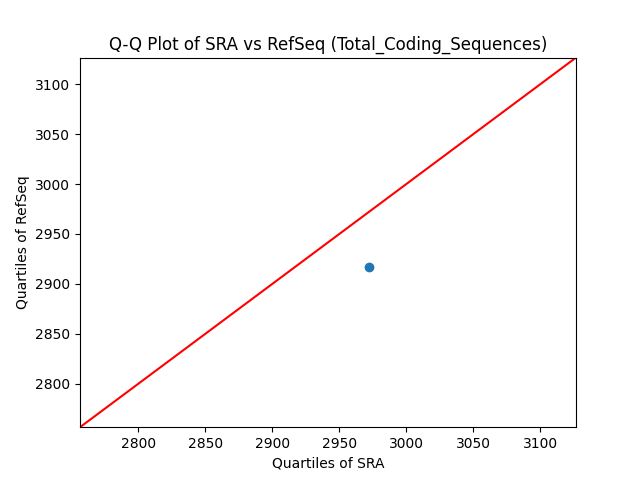 Q-Q Plot of SRA vs RefSeq (Total_Coding_Sequences)
Quartiles of RefSeq
3100
3050
3000
2950
2900
2850
2800
2800 2850 2900 2950 3000 3050 3100
Quartiles of SRA